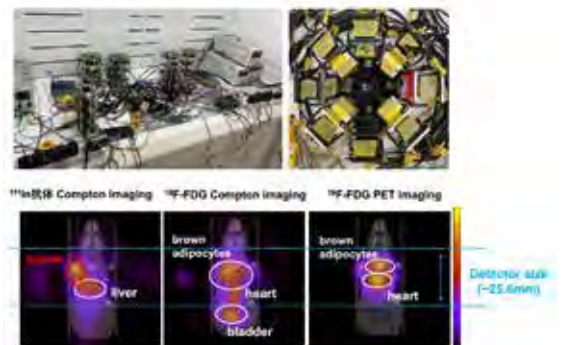 ¹¹¹In抗体 Compton imaging
¹⁸F-FDG Compton imaging
¹⁸F-FDG PET imaging
liver
brown
adipocytes
heart
bladder
brown
adipocytes
heart
Detector size
(~25.6mm)